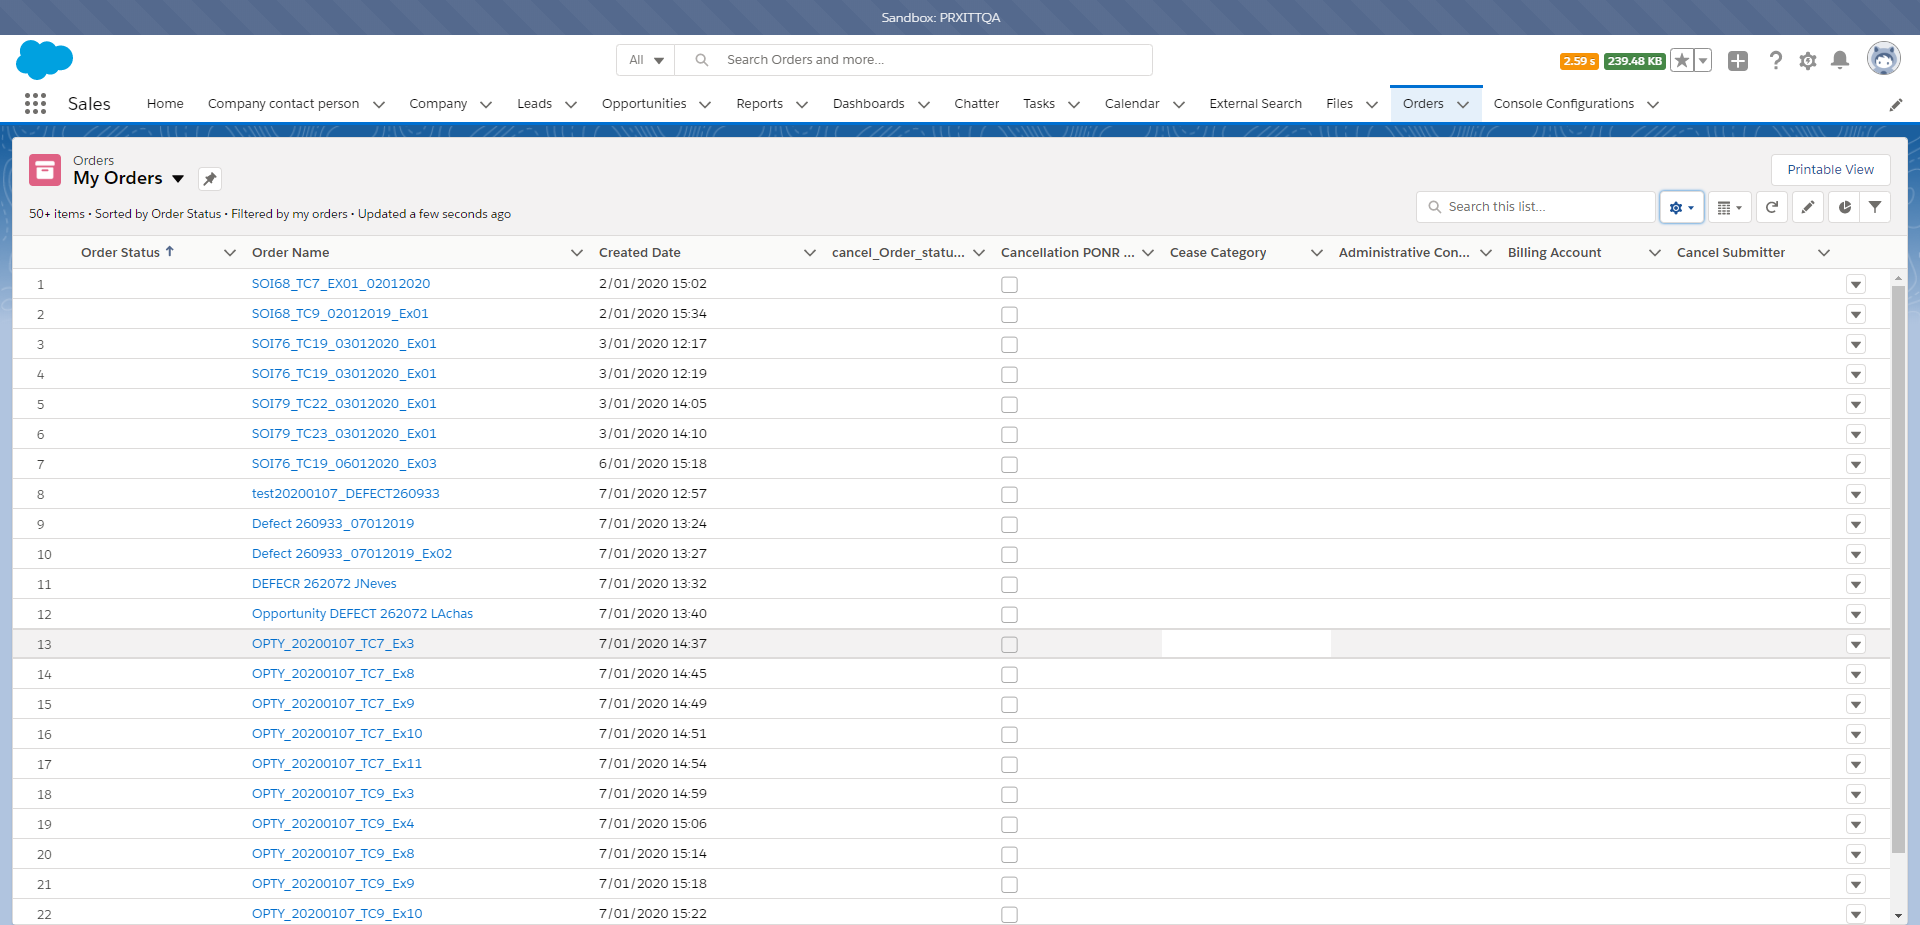 Sandbox: PRXITTQA
All Search Orders and more... 2.59 s 239.48 KB
Sales Home Company contact person Company Leads Opportunities Reports Dashboards Chatter Tasks Calendar External Search Files Orders Console Configurations
Orders
My Orders
Printable View
50+ items • Sorted by Order Status • Filtered by my orders • Updated a few seconds ago
Search this list...
Order Status Order Name Created Date cancel_Order_statu... Cancellation PONR ... Cease Category Administrative Con... Billing Account Cancel Submitter
1 SOI68_TC7_EX01_02012020 2/01/2020 15:02
2 SOI68_TC9_02012019_Ex01 2/01/2020 15:34
3 SOI76_TC19_03012020_Ex01 3/01/2020 12:17
4 SOI76_TC19_03012020_Ex01 3/01/2020 12:19
5 SOI79_TC22_03012020_Ex01 3/01/2020 14:05
6 SOI79_TC23_03012020_Ex01 3/01/2020 14:10
7 SOI76_TC19_06012020_Ex03 6/01/2020 15:18
8 test20200107_DEFECT260933 7/01/2020 12:57
9 Defect 260933_07012019 7/01/2020 13:24
10 Defect 260933_07012019_Ex02 7/01/2020 13:27
11 DEFECR 262072 JNeves 7/01/2020 13:32
12 Opportunity DEFECT 262072 LAchas 7/01/2020 13:40
13 OPTY_20200107_TC7_Ex3 7/01/2020 14:37
14 OPTY_20200107_TC7_Ex8 7/01/2020 14:45
15 OPTY_20200107_TC7_Ex9 7/01/2020 14:49
16 OPTY_20200107_TC7_Ex10 7/01/2020 14:51
17 OPTY_20200107_TC7_Ex11 7/01/2020 14:54
18 OPTY_20200107_TC9_Ex3 7/01/2020 14:59
19 OPTY_20200107_TC9_Ex4 7/01/2020 15:06
20 OPTY_20200107_TC9_Ex8 7/01/2020 15:14
21 OPTY_20200107_TC9_Ex9 7/01/2020 15:18
22 OPTY_20200107_TC9_Ex10 7/01/2020 15:22